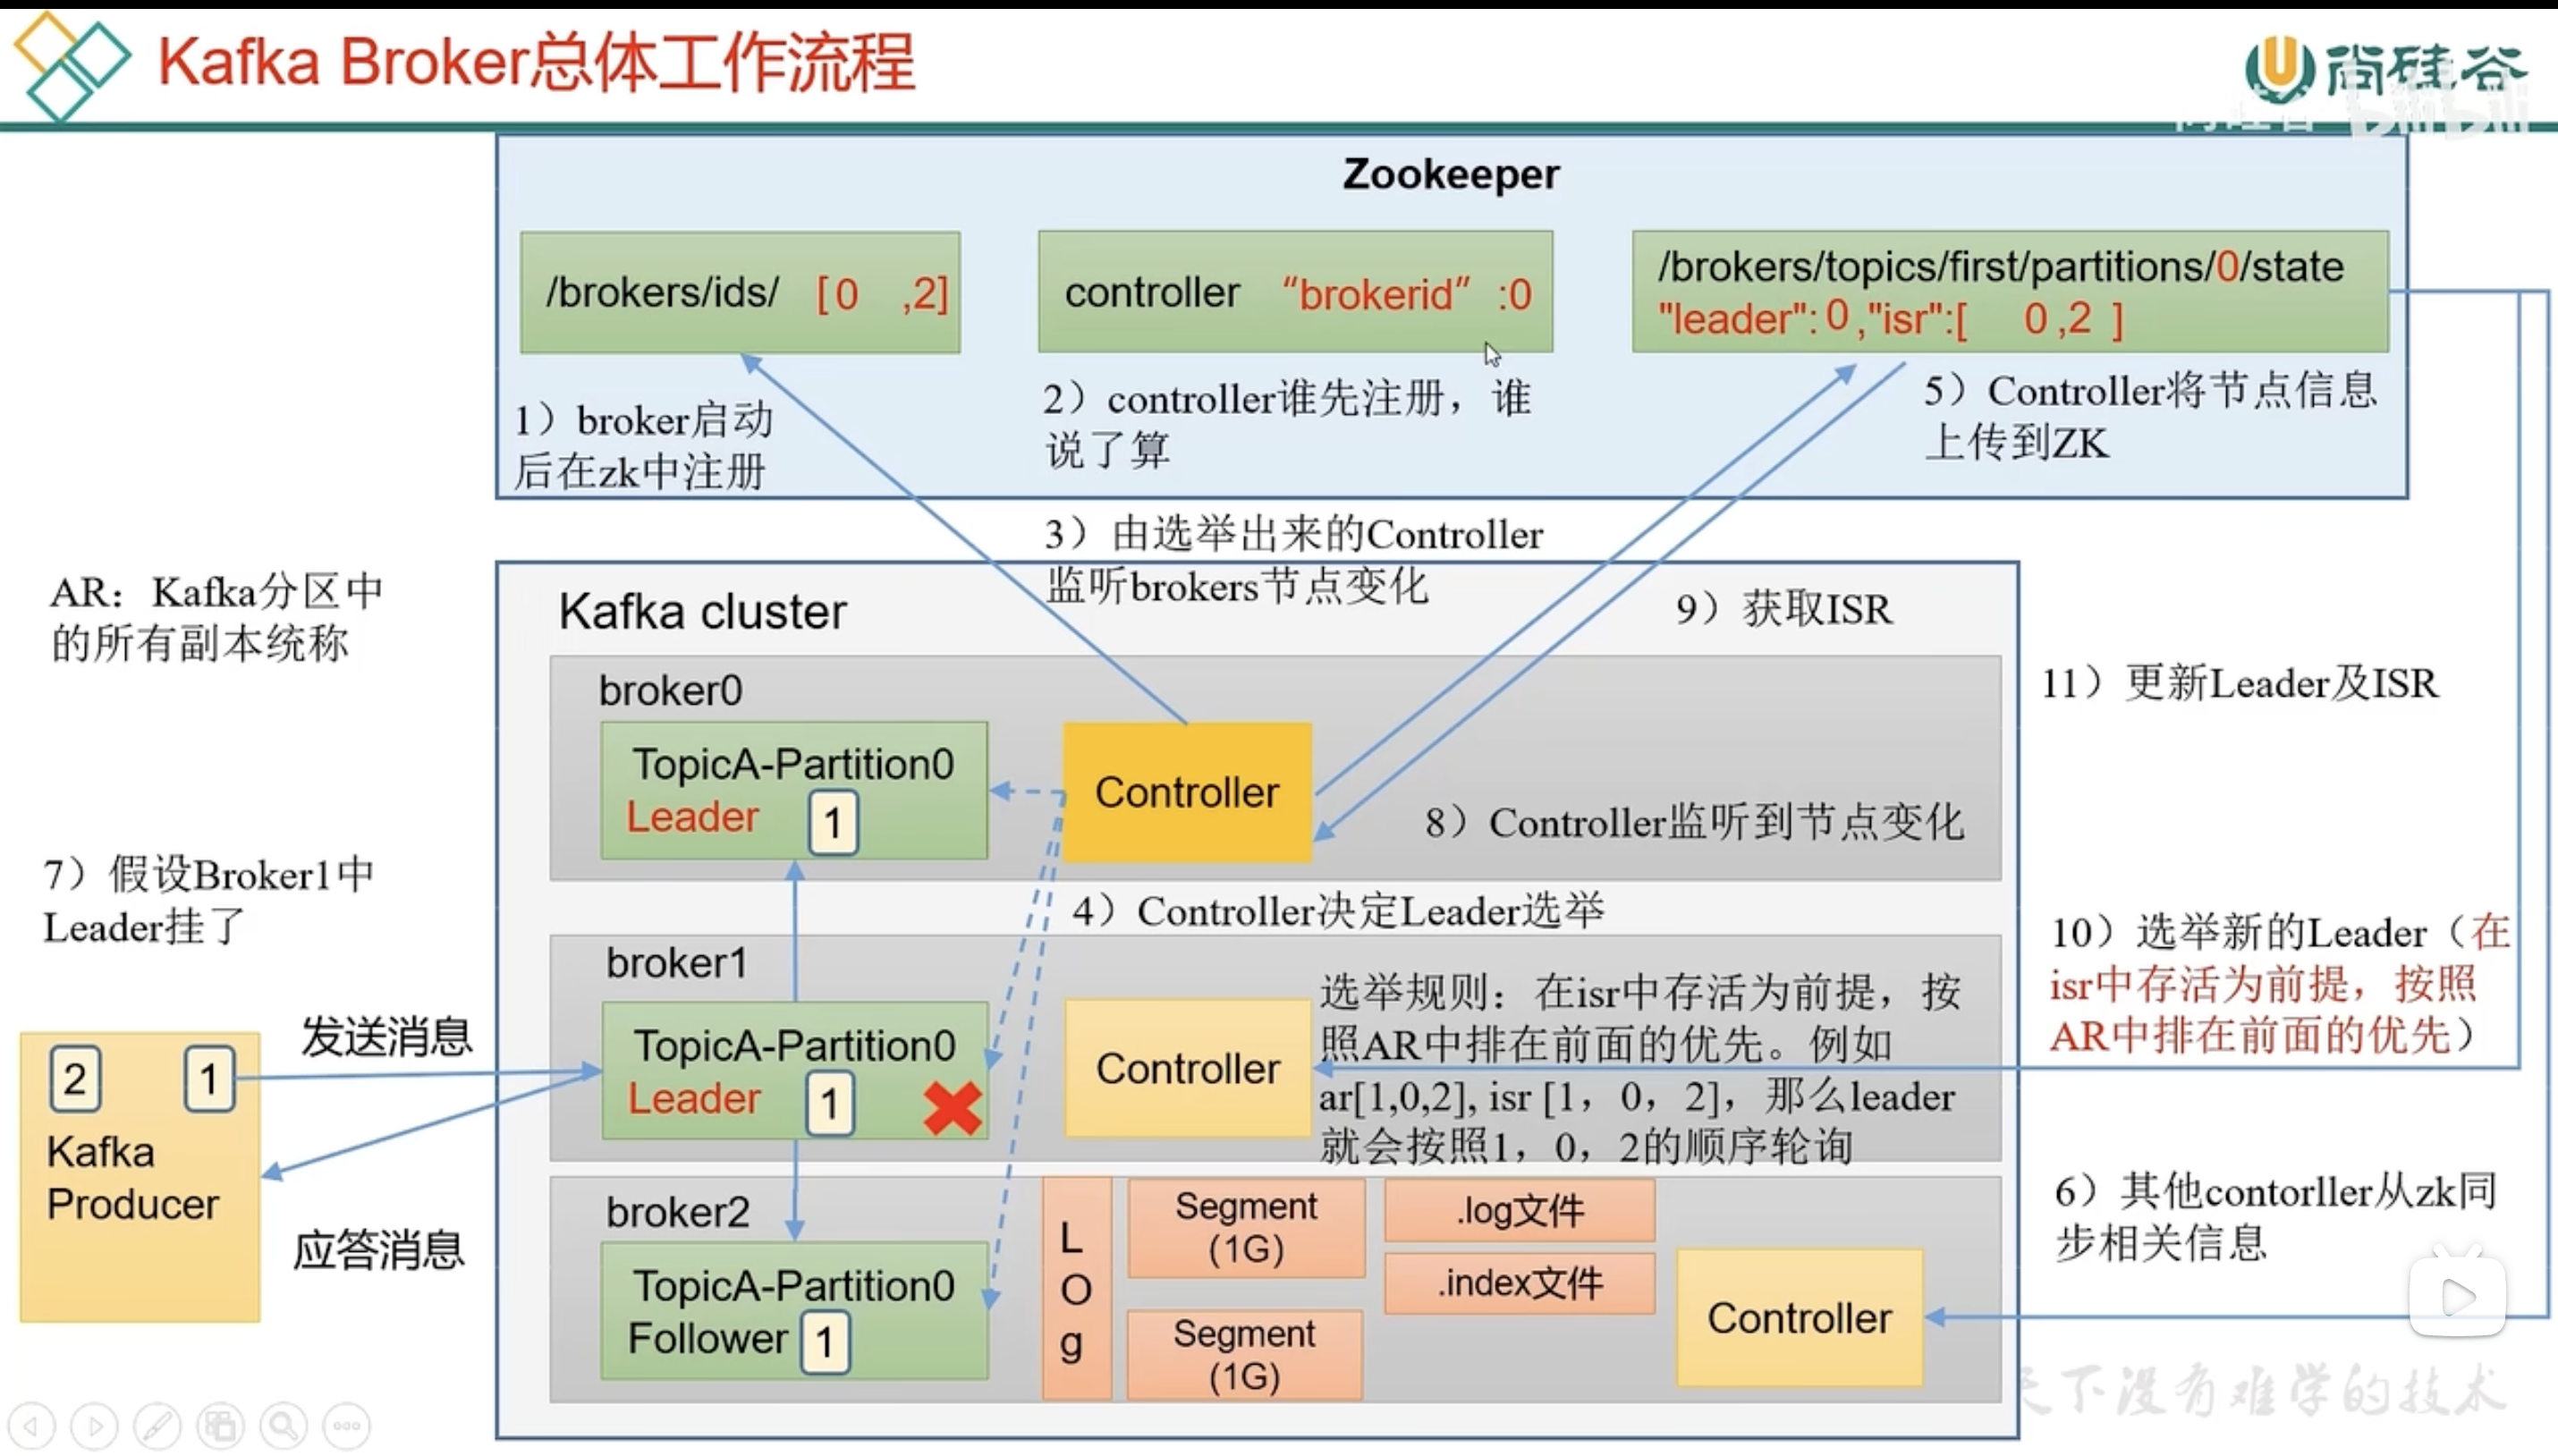 Kafka Broker总体工作流程
尚硅谷
bilibili
Zookeeper
/brokers/ids/ [0 ,2]
controller “brokerid” :0
/brokers/topics/first/partitions/0/state
"leader":0,"isr":[ 0,2 ]
1）broker启动
后在zk中注册
2）controller谁先注册，谁
说了算
5）Controller将节点信息
上传到ZK
3）由选举出来的Controller
监听brokers节点变化
AR：Kafka分区中
的所有副本统称
Kafka cluster
9）获取ISR
11）更新Leader及ISR
broker0
TopicA-Partition0
Leader 1
Controller
8）Controller监听到节点变化
7）假设Broker1中
Leader挂了
4）Controller决定Leader选举
10）选举新的Leader（在
isr中存活为前提，按照
AR中排在前面的优先）
broker1
TopicA-Partition0
Leader 1
Controller
选举规则：在isr中存活为前提，按
照AR中排在前面的优先。例如
ar[1,0,2], isr [1，0，2]，那么leader
就会按照1，0，2的顺序轮询
发送消息
2 1
Kafka
Producer
应答消息
broker2
TopicA-Partition0
Follower 1
LOg
Segment
(1G)
Segment
(1G)
.log文件
.index文件
Controller
6）其他contorller从zk同
步相关信息
天下没有难学的技术